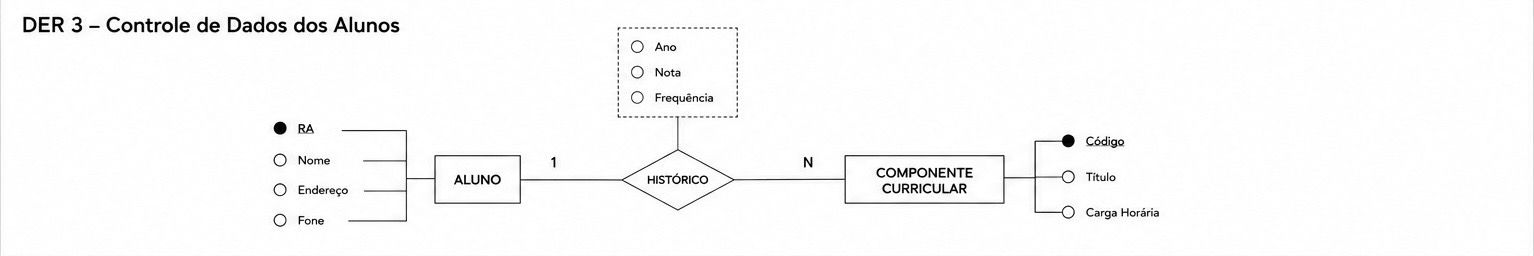 DER 3 – Controle de Dados dos Alunos
Ano
Nota
Frequência
RA
Nome
Endereço
Fone
ALUNO
1
HISTÓRICO
N
COMPONENTE
CURRICULAR
Código
Título
Carga Horária